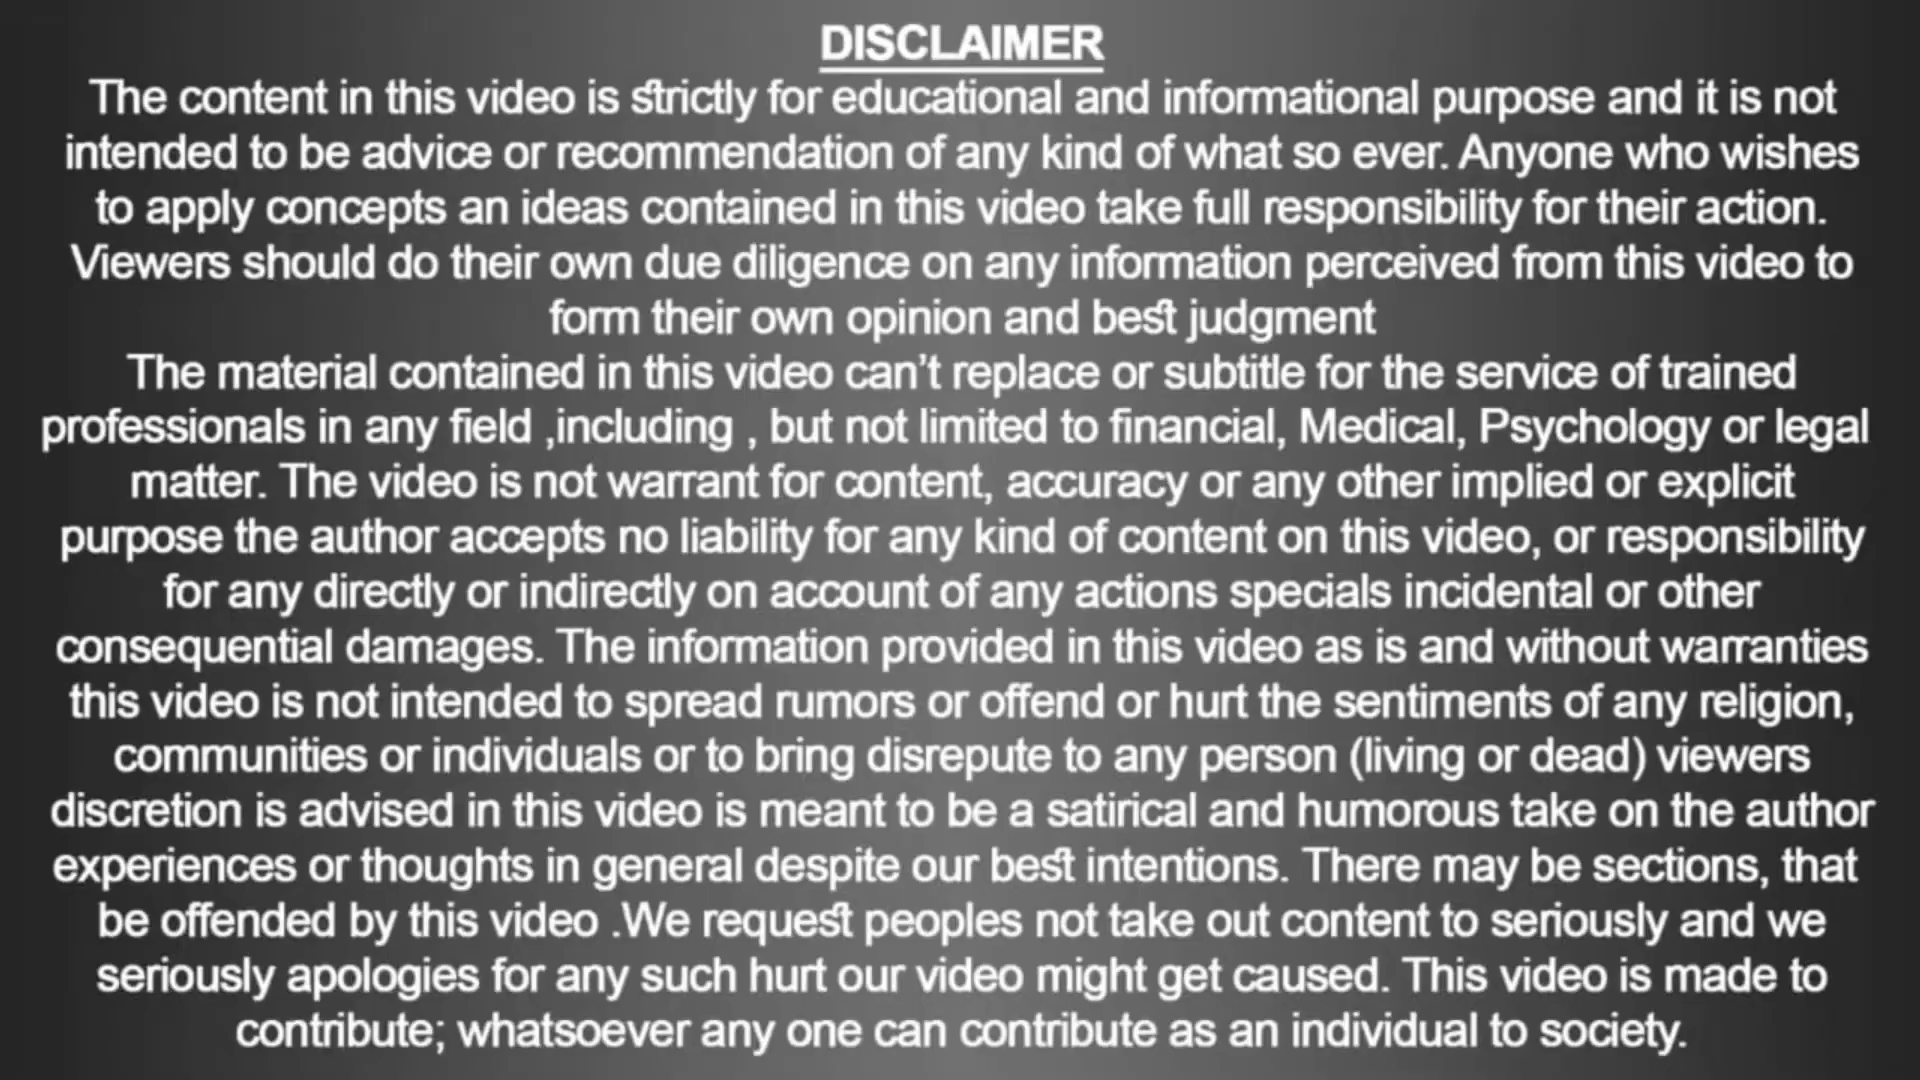 DISCLAIMER
The content in this video is strictly for educational and informational purpose and it is not
intended to be advice or recommendation of any kind of what so ever. Anyone who wishes
to apply concepts an ideas contained in this video take full responsibility for their action.
Viewers should do their own due diligence on any information perceived from this video to
form their own opinion and best judgment
The material contained in this video can't replace or subtitle for the service of trained
professionals in any field ,including , but not limited to financial, Medical, Psychology or legal
matter. The video is not warrant for content, accuracy or any other implied or explicit
purpose the author accepts no liability for any kind of content on this video, or responsibility
for any directly or indirectly on account of any actions specials incidental or other
consequential damages. The information provided in this video as is and without warranties
this video is not intended to spread rumors or offend or hurt the sentiments of any religion,
communities or individuals or to bring disrepute to any person (living or dead) viewers
discretion is advised in this video is meant to be a satirical and humorous take on the author
experiences or thoughts in general despite our best intentions. There may be sections, that
be offended by this video .We request peoples not take out content to seriously and we
seriously apologies for any such hurt our video might get caused. This video is made to
contribute; whatsoever any one can contribute as an individual to society.